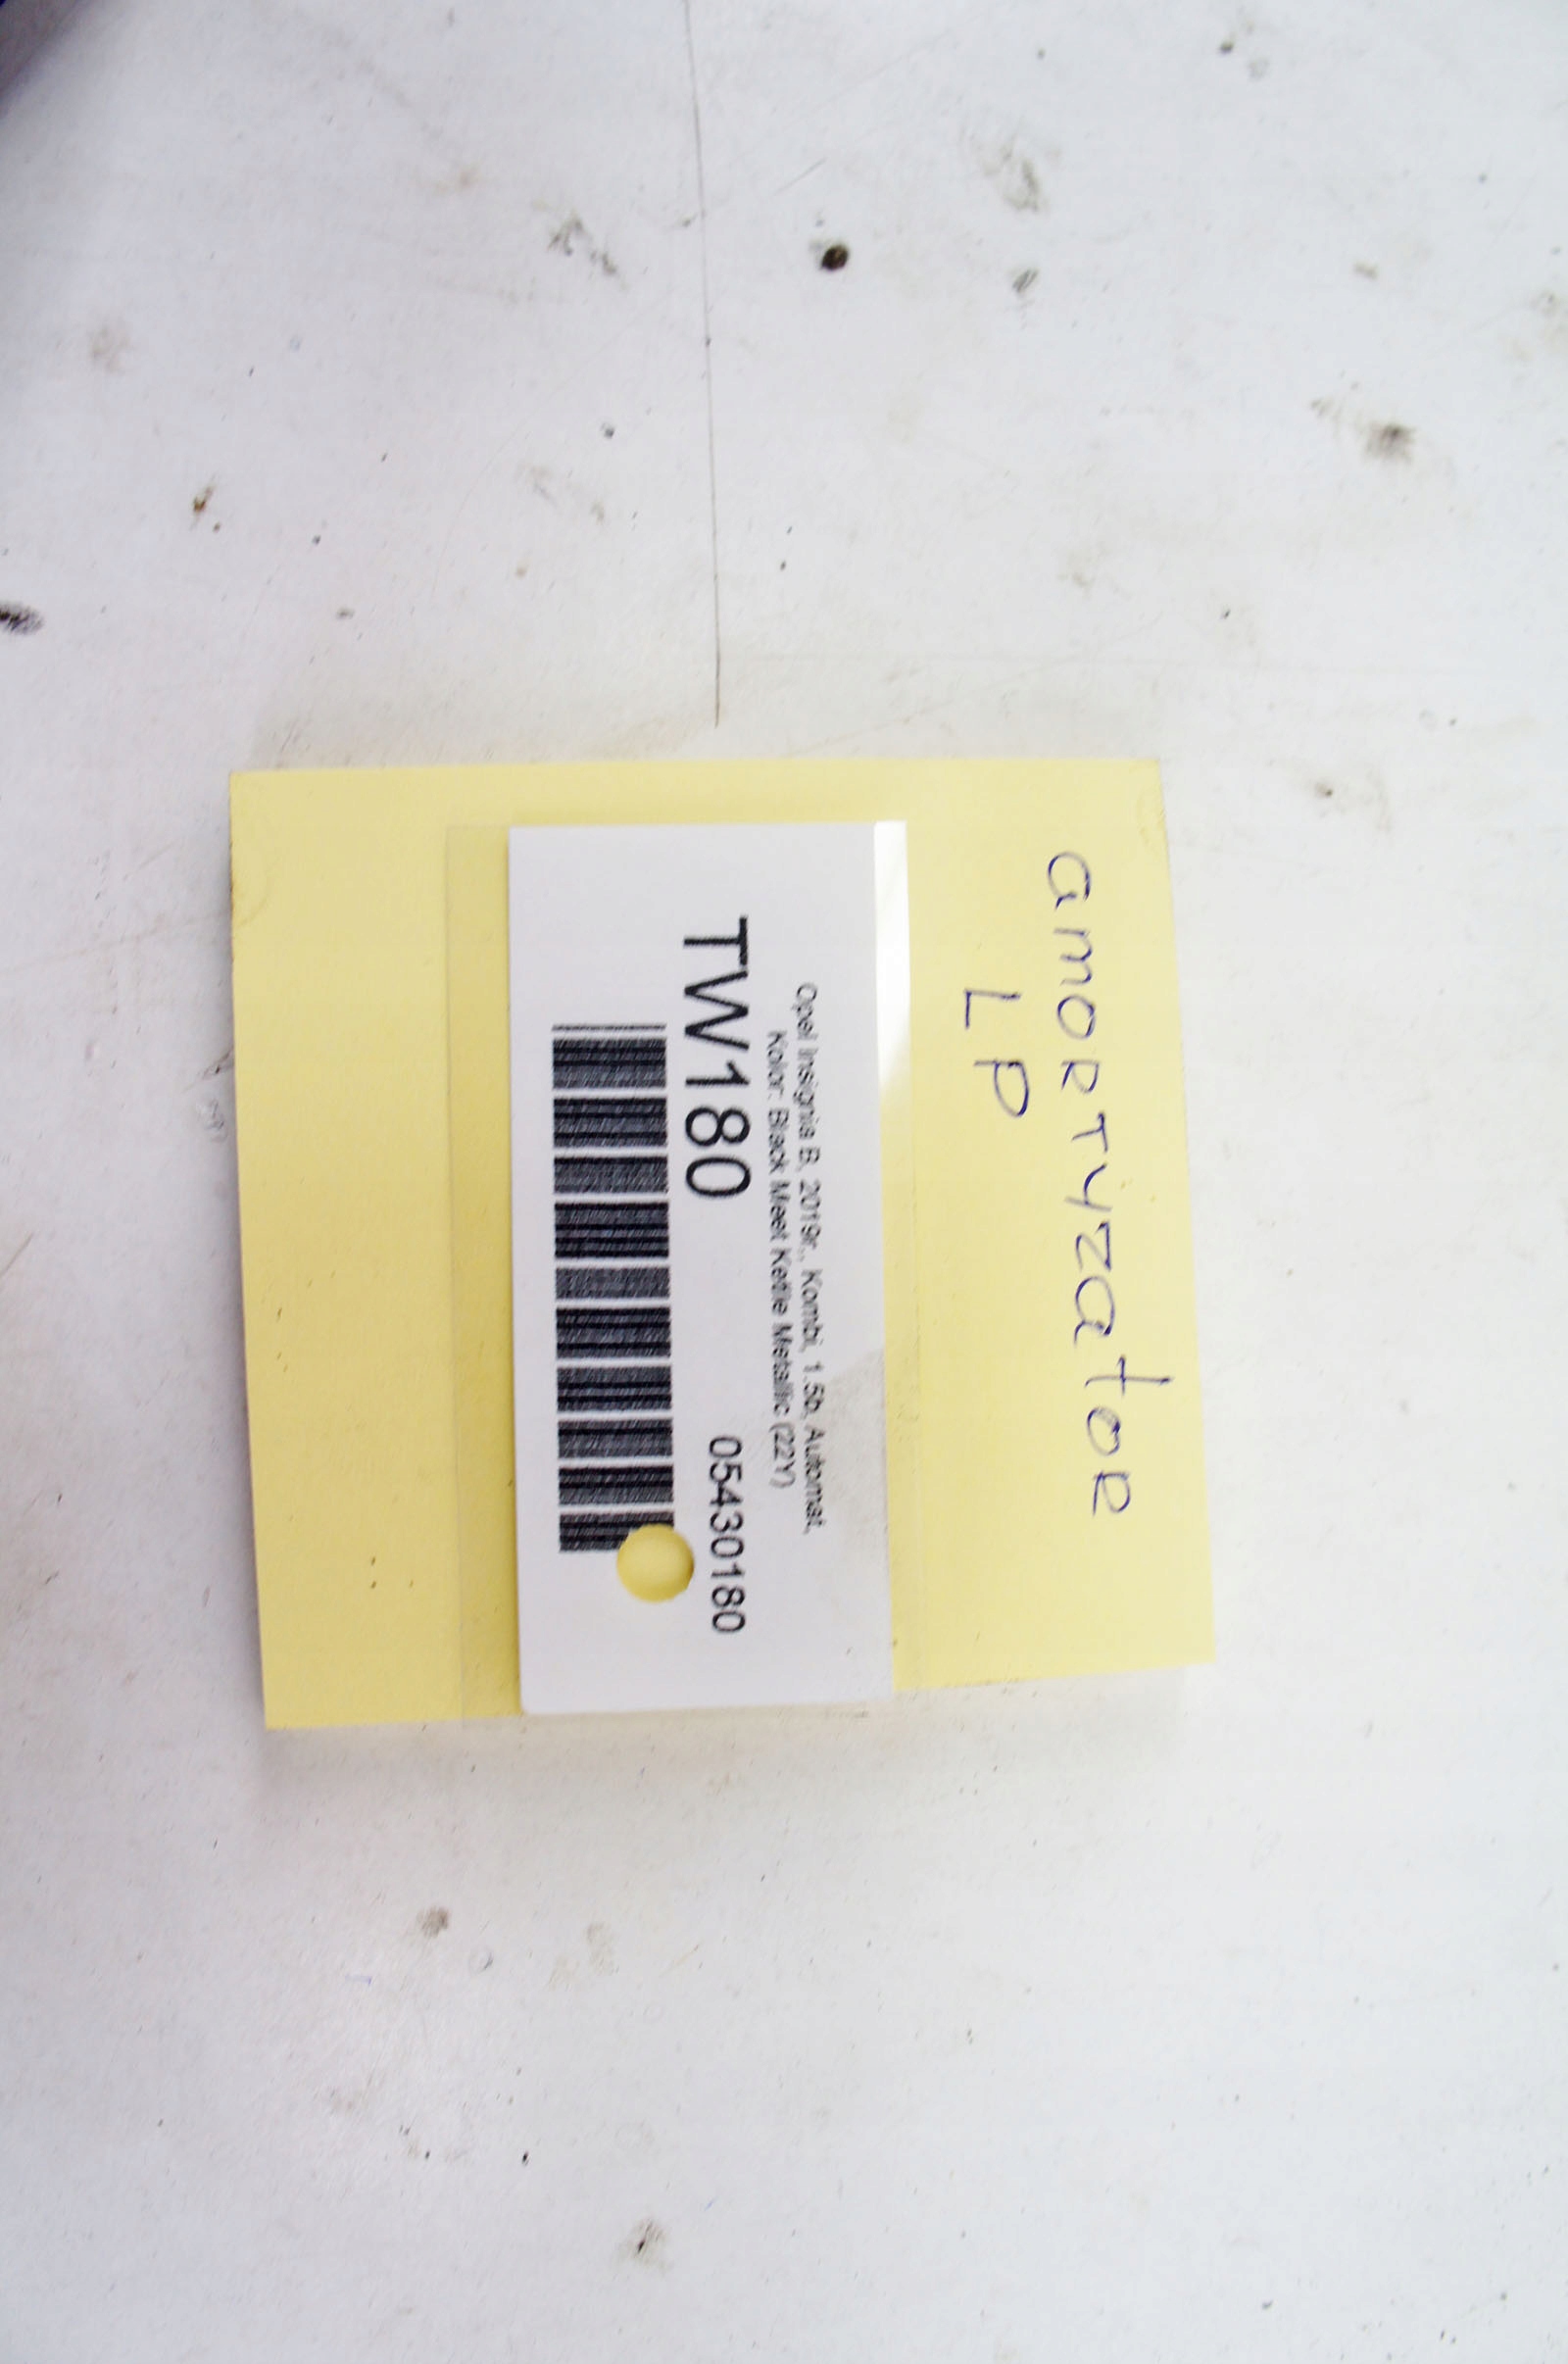 amortyzator
LP
Opel Insignia B, 2019r., Kombi, 1.5b, Automat,
Kolor: Black Meet Kettle Metallic (22Y)
TW180 05430180